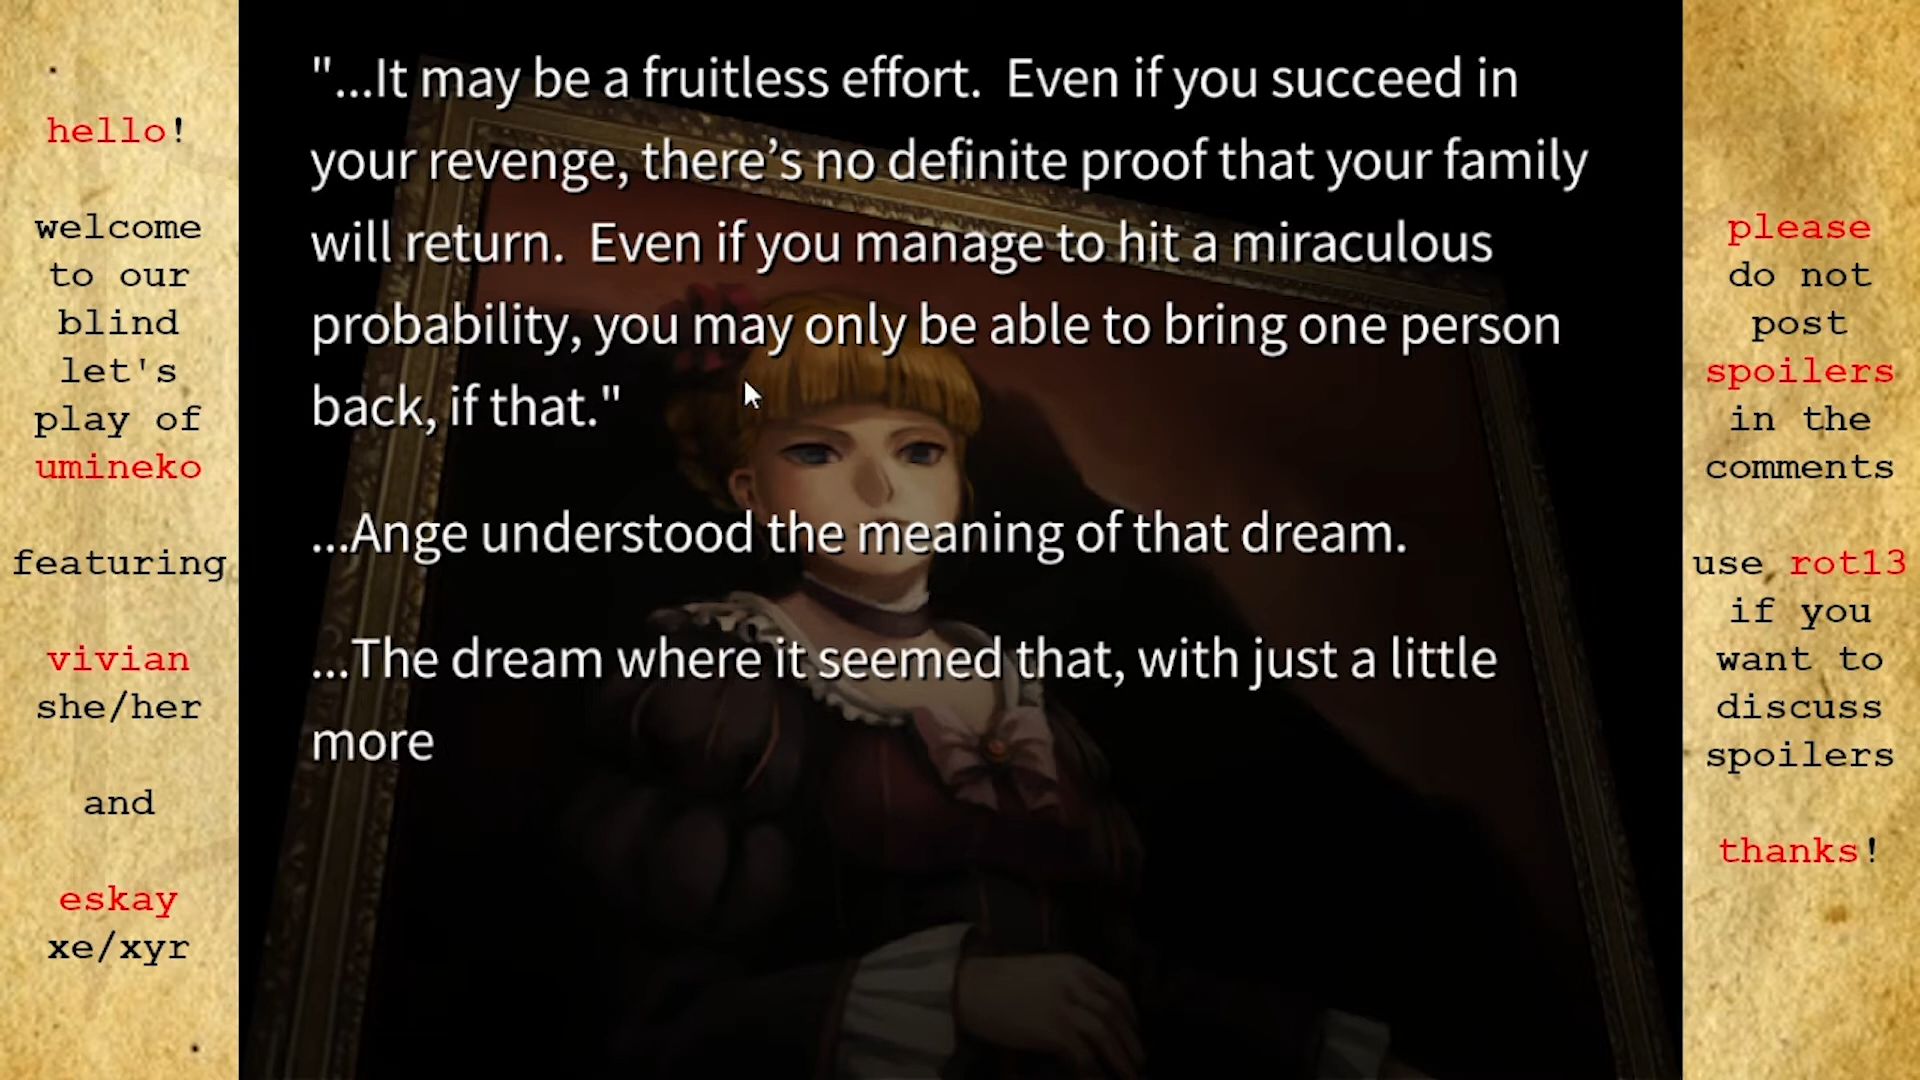 hello!
welcome
to our
blind
let's
play of
umineko
featuring
vivian
she/her
and
eskay
xe/xyr
"...It may be a fruitless effort.  Even if you succeed in
your revenge, there’s no definite proof that your family
will return.  Even if you manage to hit a miraculous
probability, you may only be able to bring one person
back, if that."
...Ange understood the meaning of that dream.
...The dream where it seemed that, with just a little
more
please
do not
post
spoilers
in the
comments
use rot13
if you
want to
discuss
spoilers
thanks!